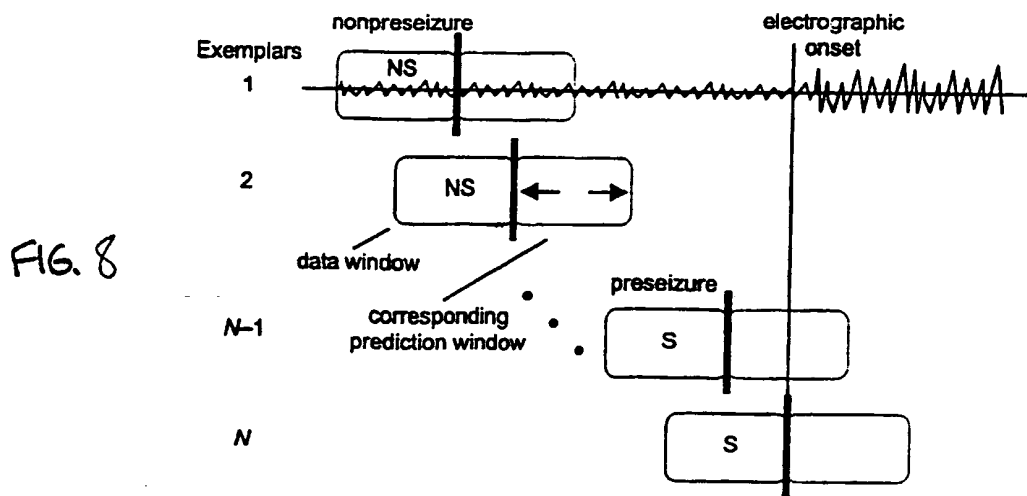 nonpreseizure
electrographic
onset
Exemplars
1
NS
2
NS
FIG. 8
data window
corresponding
prediction window
preseizure
N–1
S
N
S